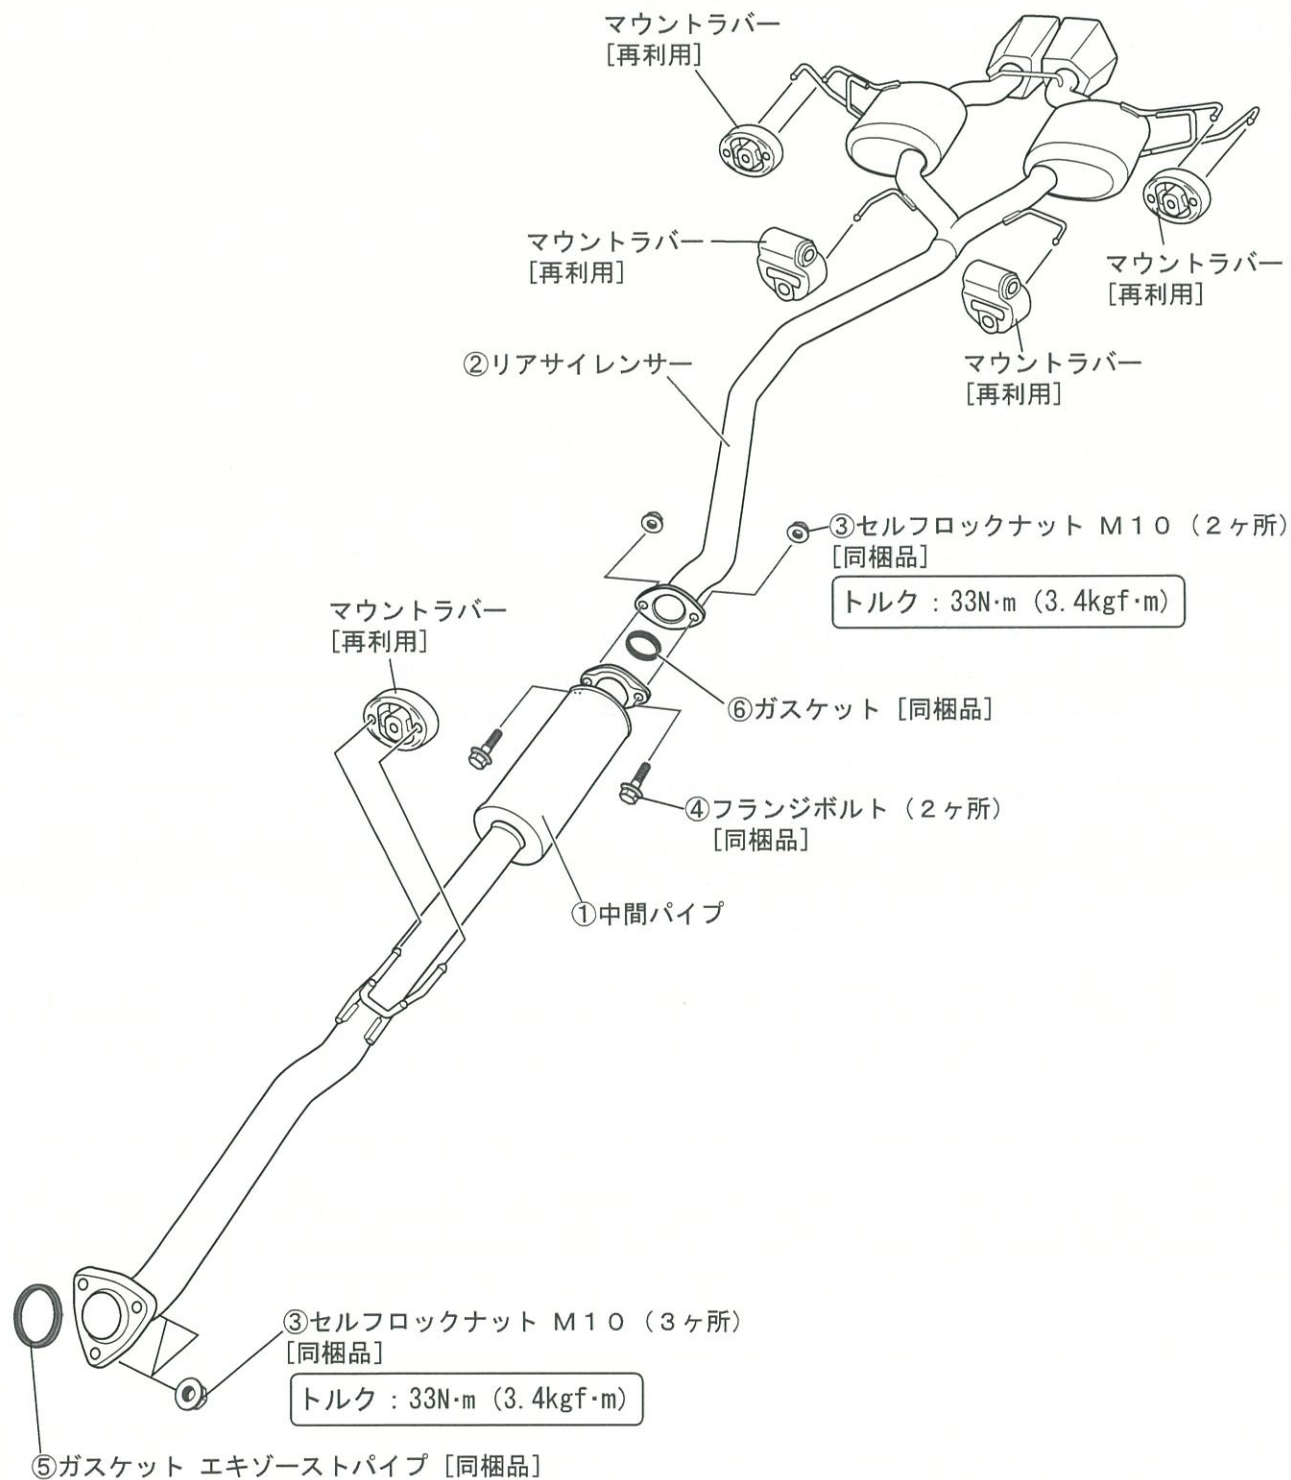 マウントラバー
[再利用]
マウントラバー
[再利用]
マウントラバー
[再利用]
マウントラバー
[再利用]
②リアサイレンサー
③セルフロックナット Ｍ１０（２ヶ所）
[同梱品]
トルク：33N・m (3.4kgf・m)
マウントラバー
[再利用]
⑥ガスケット [同梱品]
④フランジボルト（２ヶ所）
[同梱品]
①中間パイプ
③セルフロックナット Ｍ１０（３ヶ所）
[同梱品]
トルク：33N・m (3.4kgf・m)
⑤ガスケット エキゾーストパイプ [同梱品]